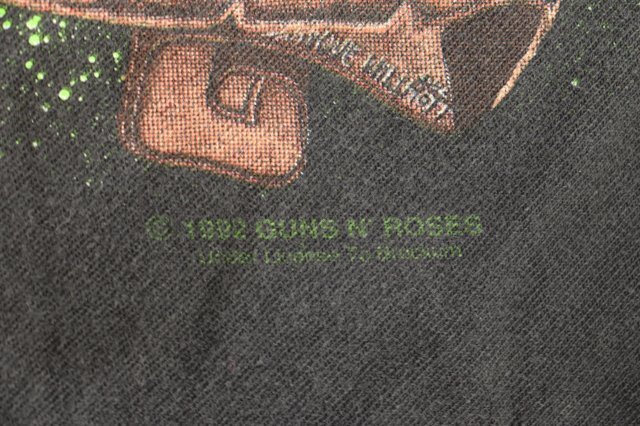 © 1992 GUNS N' ROSES
Under License To Brockum